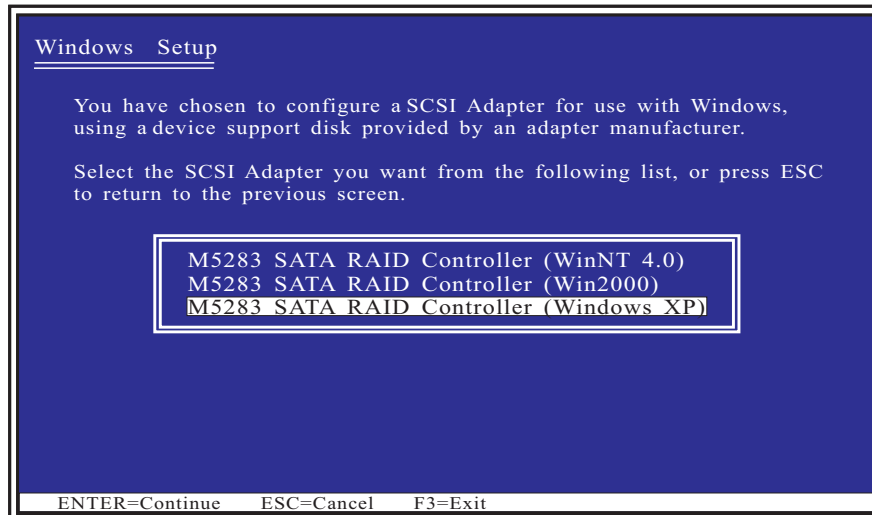 Windows Setup
You have chosen to configure a SCSI Adapter for use with Windows,
using a device support disk provided by an adapter manufacturer.
Select the SCSI Adapter you want from the following list, or press ESC
to return to the previous screen.
M5283 SATA RAID Controller (WinNT 4.0)
M5283 SATA RAID Controller (Win2000)
M5283 SATA RAID Controller (Windows XP)
ENTER=Continue ESC=Cancel F3=Exit